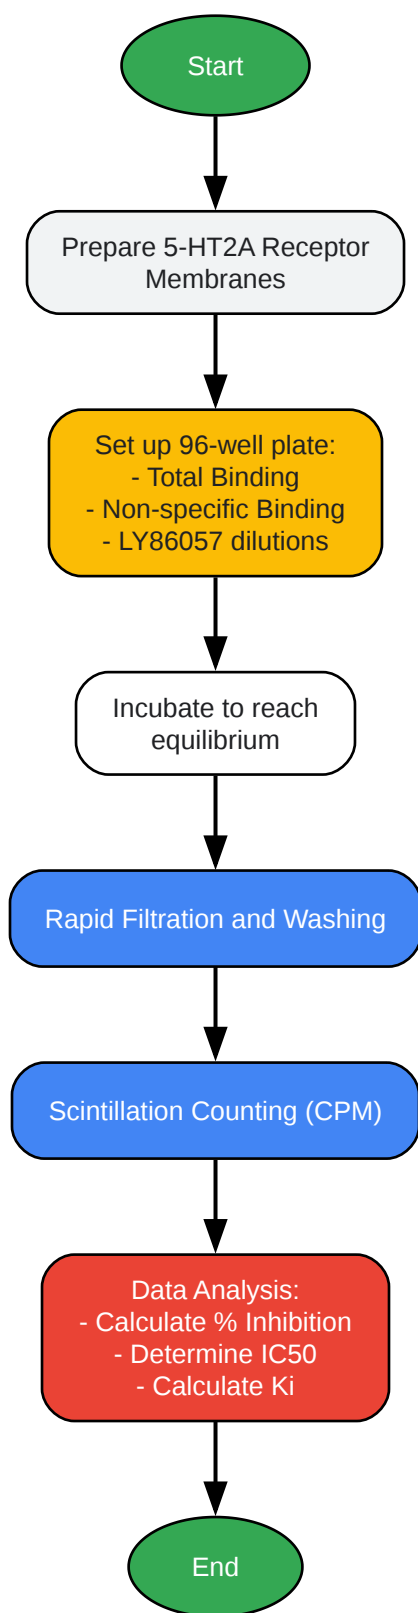 Start
Prepare 5-HT2A Receptor
Membranes
Set up 96-well plate:
- Total Binding
- Non-specific Binding
- LY86057 dilutions
Incubate to reach
equilibrium
Rapid Filtration and Washing
Scintillation Counting (CPM)
Data Analysis:
- Calculate % Inhibition
- Determine IC50
- Calculate Ki
End